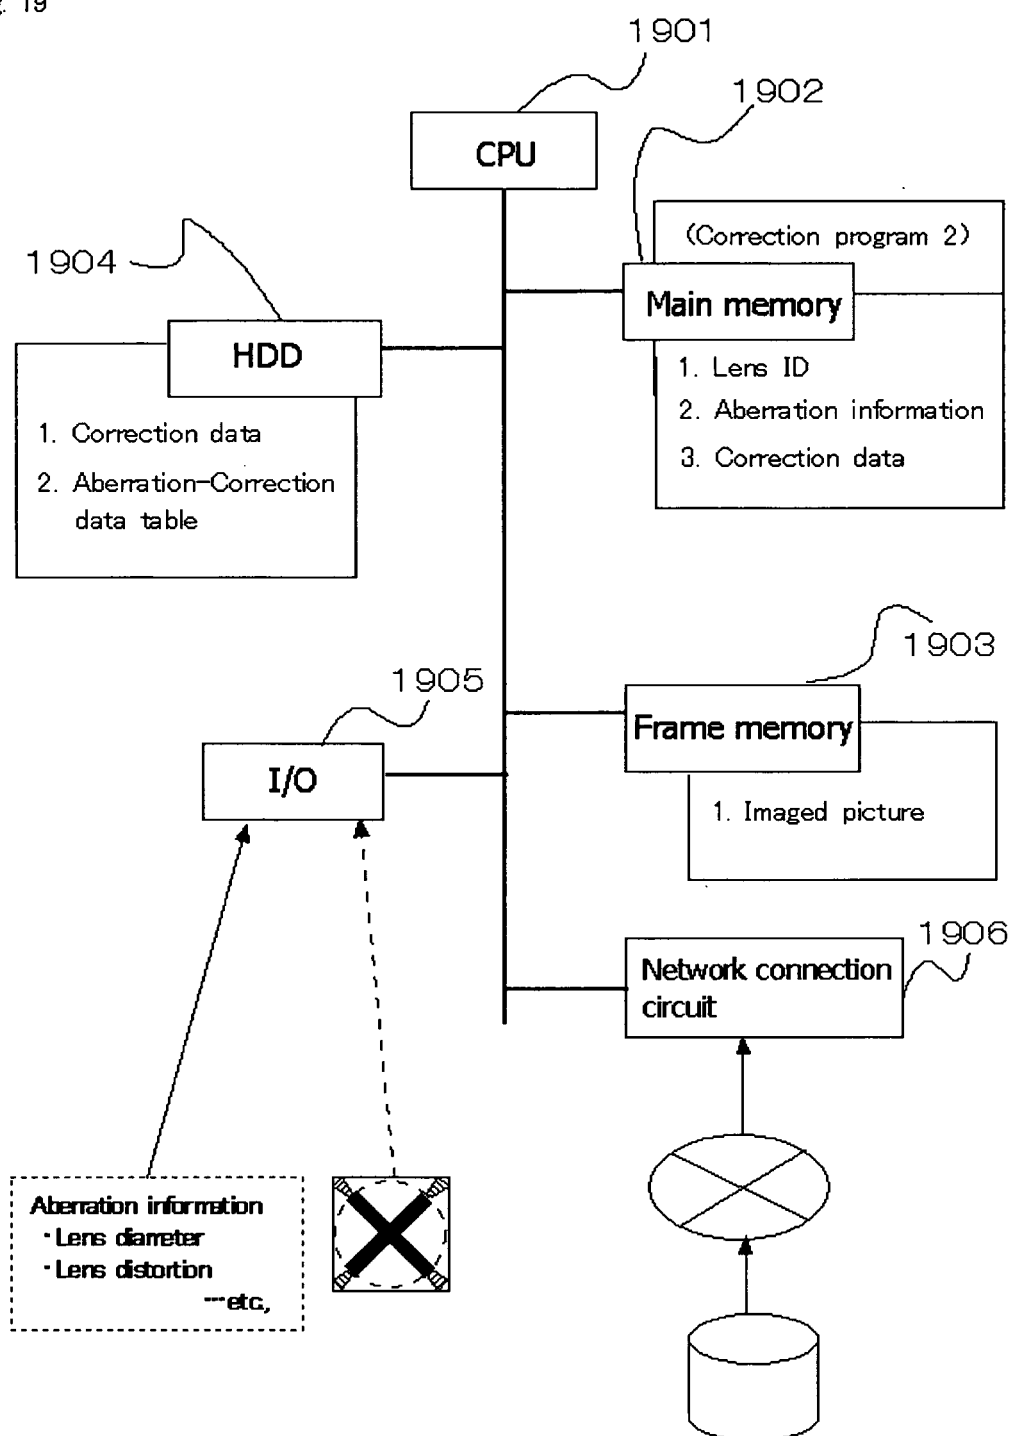 . 19
1901
CPU
1902
(Correction program 2)
Main memory
1. Lens ID
2. Aberration information
3. Correction data
1904
HDD
1. Correction data
2. Aberration-Correction
data table
1903
Frame memory
1. Imaged picture
1905
I/O
1906
Network connection
circuit
Aberration information
・Lens diameter
・Lens distortion
---etc.,